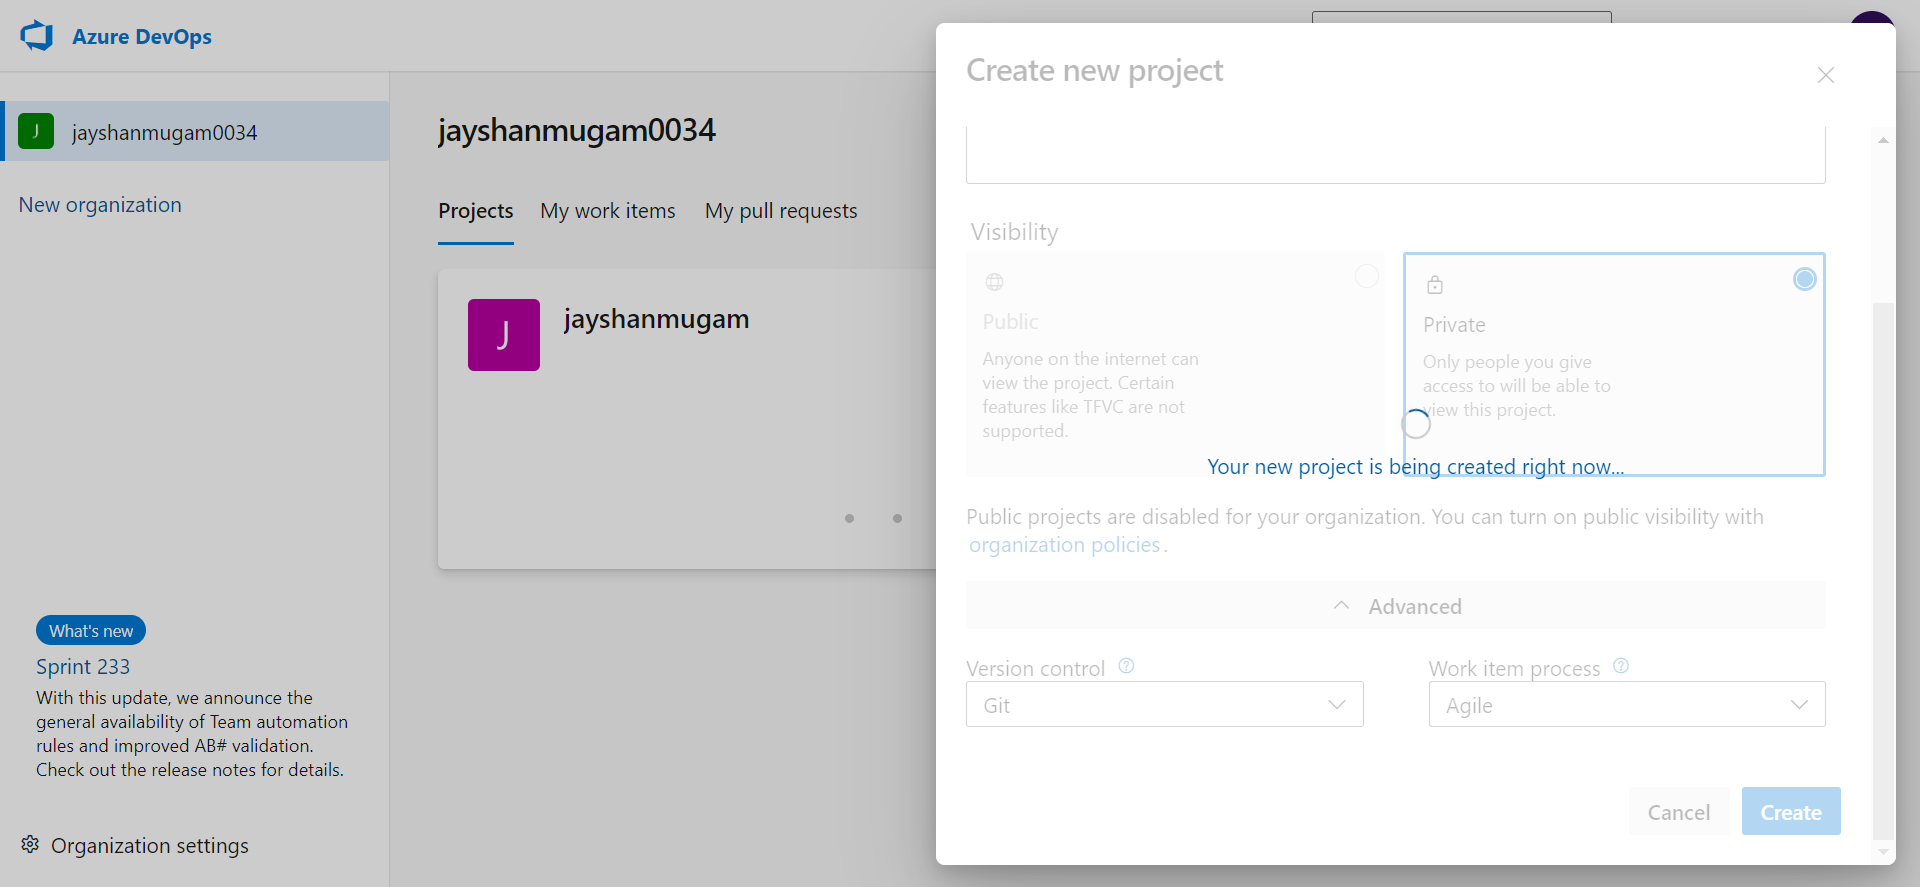 Azure DevOps
J
jayshanmugam0034
New organization
What's new
Sprint 233
With this update, we announce the
general availability of Team automation
rules and improved AB# validation.
Check out the release notes for details.
Organization settings
jayshanmugam0034
Projects
My work items
My pull requests
J
jayshanmugam
Create new project
Visibility
Public
Anyone on the internet can
view the project. Certain
features like TFVC are not
supported.
Private
Only people you give
access to will be able to
view this project.
Your new project is being created right now...
Public projects are disabled for your organization. You can turn on public visibility with
organization policies.
Advanced
Version control
Git
Work item process
Agile
Cancel
Create